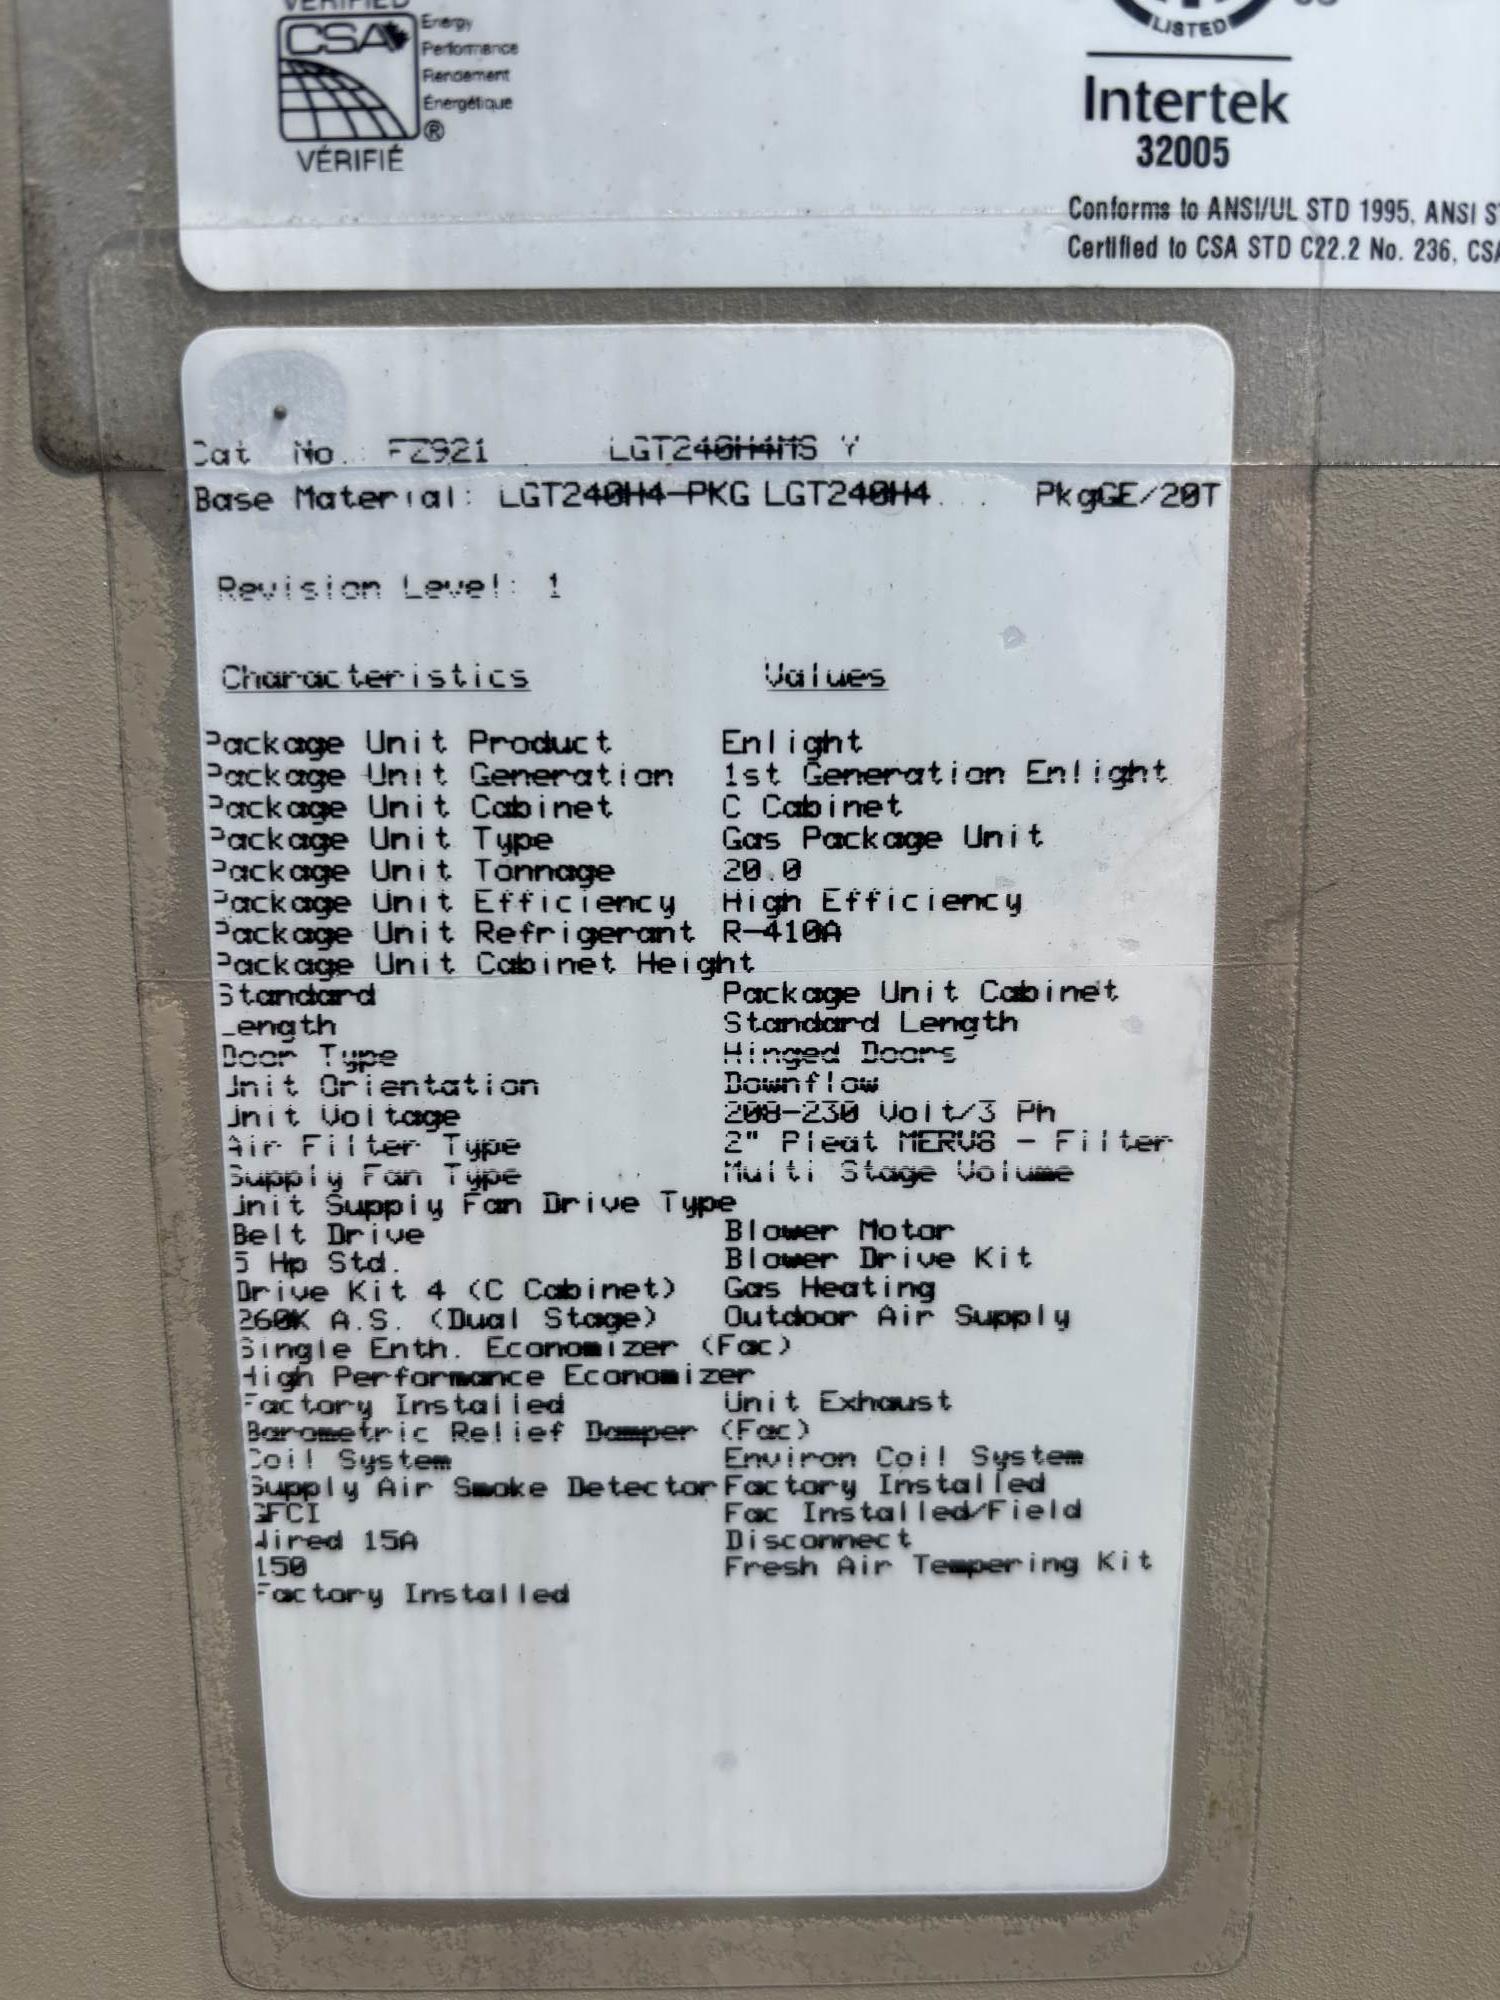 CSA
Energy
Performance
Rendement
Énergétique
®
VÉRIFIÉ
LISTED
Intertek
32005
Conforms to ANSI/UL STD 1995, ANSI
Certified to CSA STD C22.2 No. 236, CSA
Cat No.: FZ921 LGT240H4MS Y
Base Material: LGT240H4-PKG LGT240H4... PkgGE/20T
Revision Level: 1
Characteristics Values
Package Unit Product Enlight
Package Unit Generation 1st Generation Enlight
Package Unit Cabinet C Cabinet
Package Unit Type Gas Package Unit
Package Unit Tonnage 20.0
Package Unit Efficiency High Efficiency
Package Unit Refrigerant R-410A
Package Unit Cabinet Height
Standard Package Unit Cabinet
Length Standard Length
Door Type Hinged Doors
Unit Orientation Downflow
Unit Voltage 208-230 Volt/3 Ph
Air Filter Type 2" Pleat MERV8 - Filter
Supply Fan Type Multi Stage Volume
Unit Supply Fan Drive Type
Belt Drive Blower Motor
5 Hp Std. Blower Drive Kit
Drive Kit 4 (C Cabinet) Gas Heating
260K A.S. (Dual Stage) Outdoor Air Supply
Single Enth. Economizer (Fac)
High Performance Economizer
Factory Installed Unit Exhaust
Barometric Relief Damper (Fac)
Coil System Environ Coil System
Supply Air Smoke Detector Factory Installed
GFCI Fac Installed/Field
Wired 15A Disconnect
150 Fresh Air Tempering Kit
Factory Installed